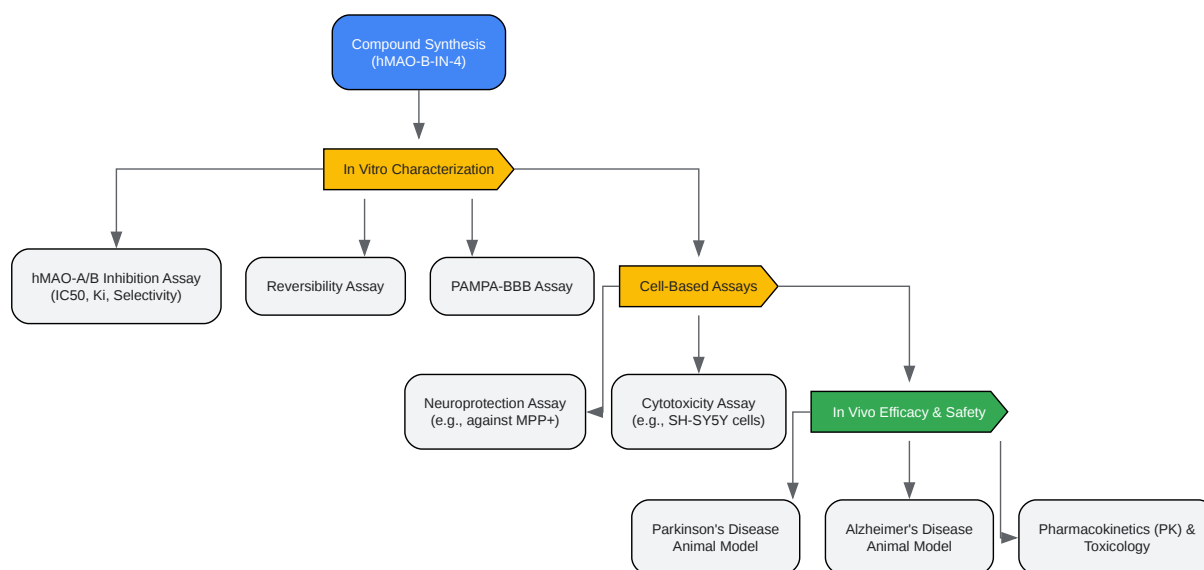 Compound Synthesis
(hMAO-B-IN-4)
In Vitro Characterization
hMAO-A/B Inhibition Assay
(IC50, Ki, Selectivity)
Reversibility Assay
PAMPA-BBB Assay
Cell-Based Assays
Neuroprotection Assay
(e.g., against MPP+)
Cytotoxicity Assay
(e.g., SH-SY5Y cells)
In Vivo Efficacy & Safety
Parkinson's Disease
Animal Model
Alzheimer's Disease
Animal Model
Pharmacokinetics (PK) &
Toxicology